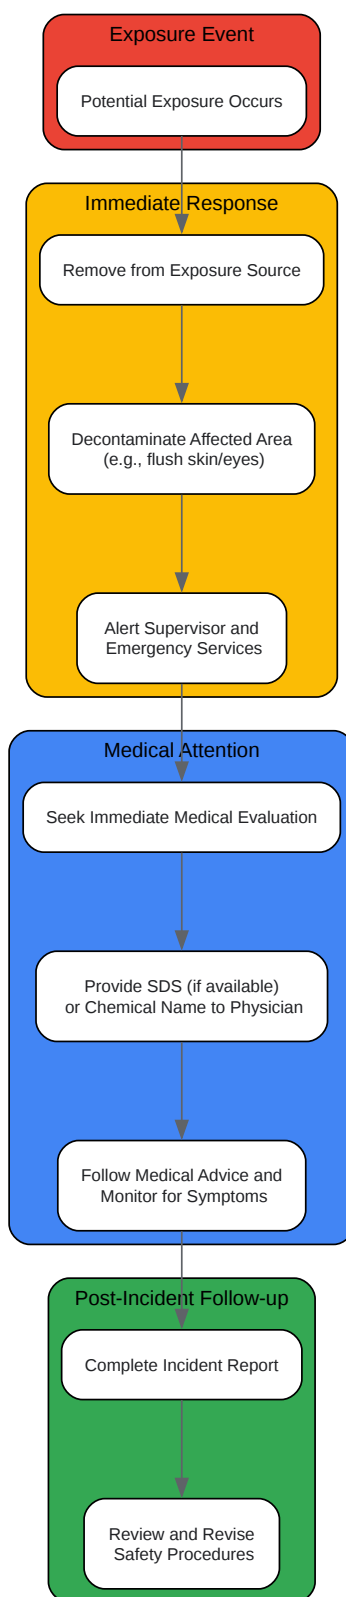 Exposure Event
Potential Exposure Occurs
Immediate Response
Remove from Exposure Source
Decontaminate Affected Area
(e.g., flush skin/eyes)
Alert Supervisor and
Emergency Services
Medical Attention
Seek Immediate Medical Evaluation
Provide SDS (if available)
or Chemical Name to Physician
Follow Medical Advice and
Monitor for Symptoms
Post-Incident Follow-up
Complete Incident Report
Review and Revise
Safety Procedures